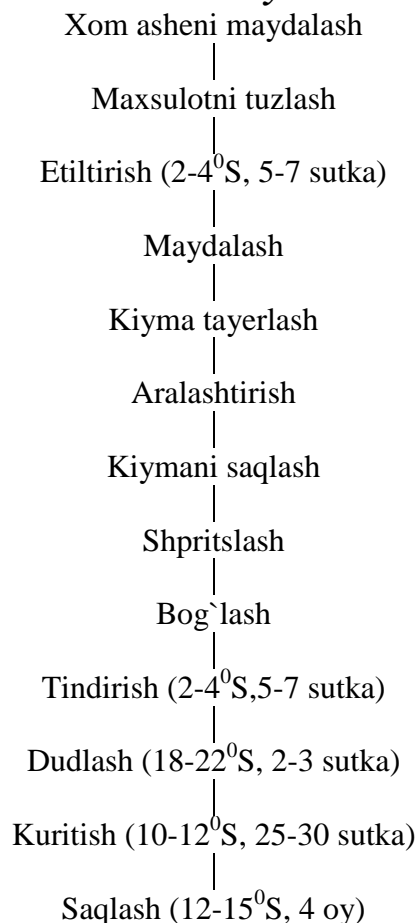 Xom asheni maydalash
Maxsulotni tuzlash
Etiltirish (2-4⁰S, 5-7 sutka)
Maydalash
Kiyma tayerlash
Aralashtirish
Kiymani saqlash
Shpritslash
Bog`lash
Tindirish (2-4⁰S,5-7 sutka)
Dudlash (18-22⁰S, 2-3 sutka)
Kuritish (10-12⁰S, 25-30 sutka)
Saqlash (12-15⁰S, 4 oy)